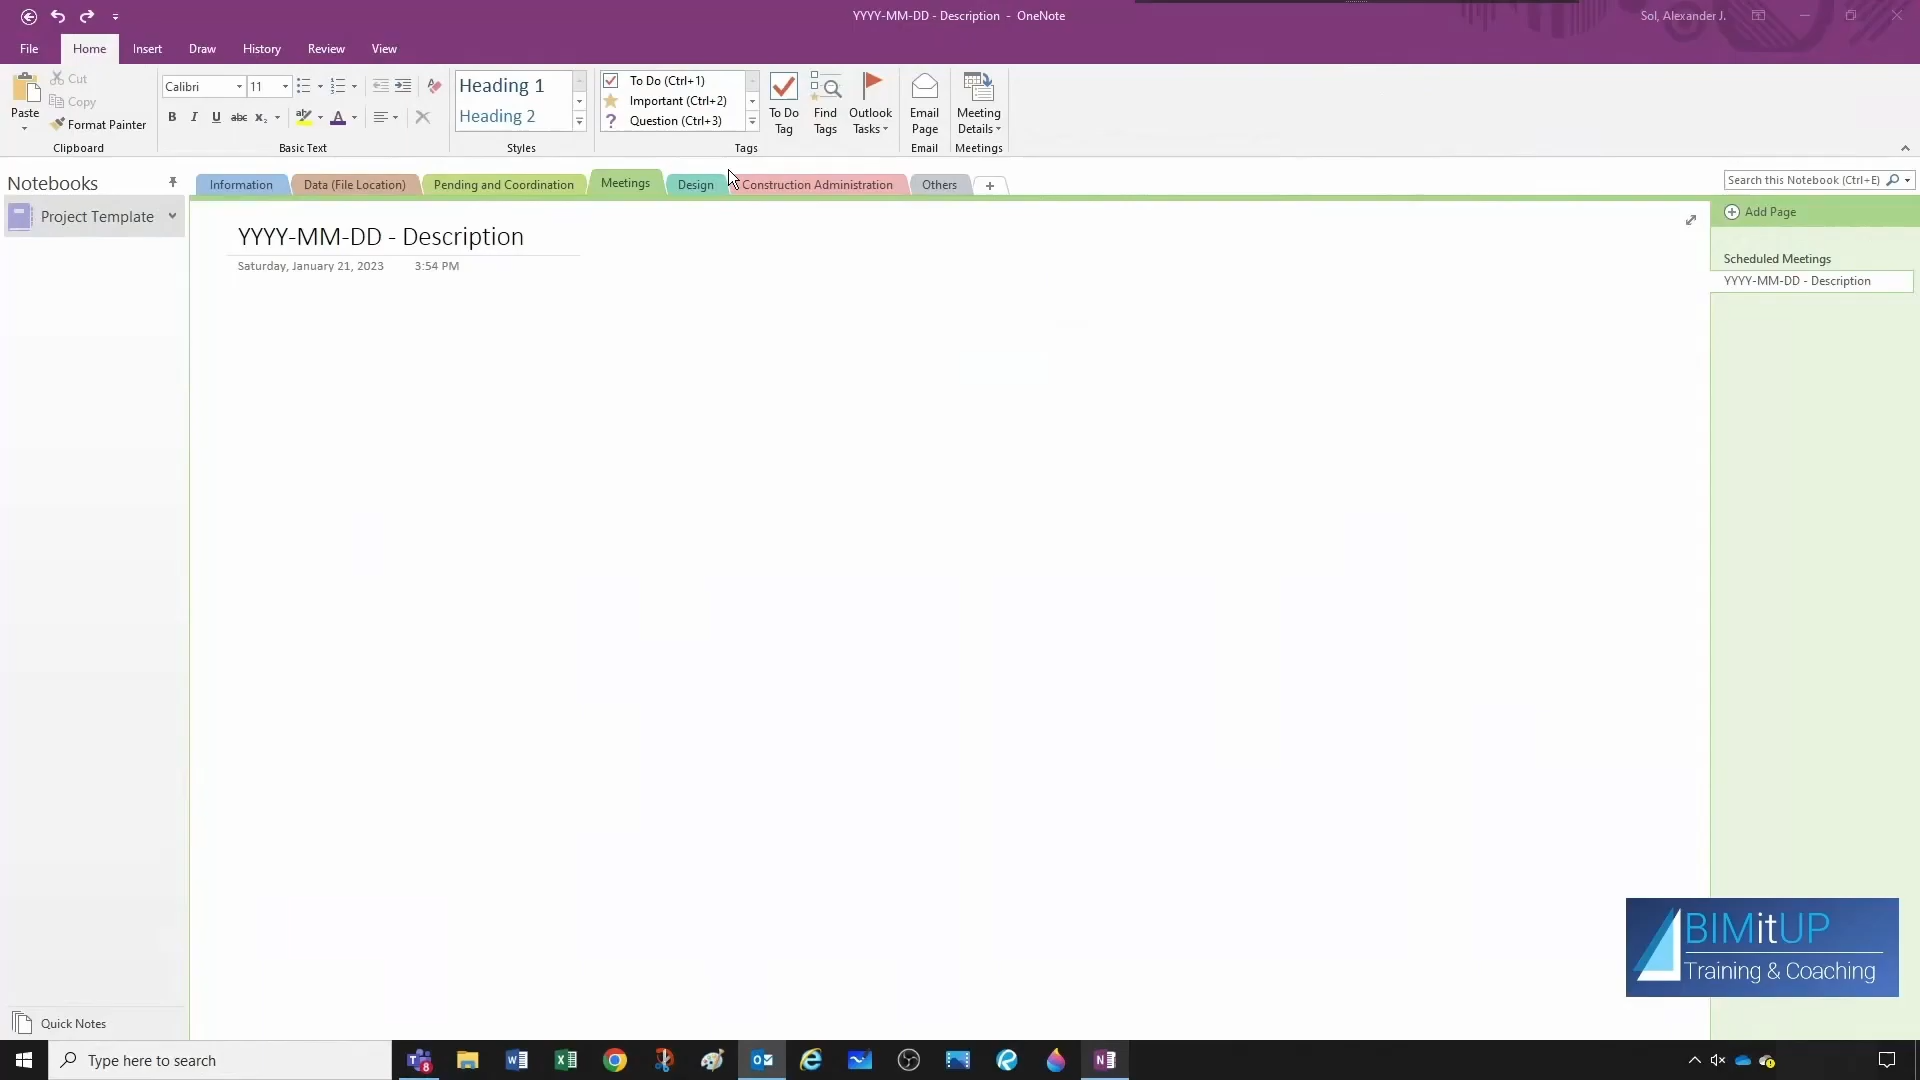 YYYY-MM-DD - Description - OneNote
Sol, Alexander J.
File Home Insert Draw History Review View
Paste
Cut
Copy
Format Painter
Clipboard
Calibri 11
B I U abc x₂ A
Basic Text
Heading 1
Heading 2
Styles
To Do (Ctrl+1)
Important (Ctrl+2)
Question (Ctrl+3)
To Do
Tag
Find
Tags
Outlook
Tasks
Tags
Email
Page
Email
Meeting
Details
Meetings
Notebooks
Information Data (File Location) Pending and Coordination Meetings Design Construction Administration Others +
Search this Notebook (Ctrl+E)
Project Template
Add Page
YYYY-MM-DD - Description
Saturday, January 21, 2023 3:54 PM
Scheduled Meetings
YYYY-MM-DD - Description
BIMitUP
Training & Coaching
Quick Notes
Type here to search
8